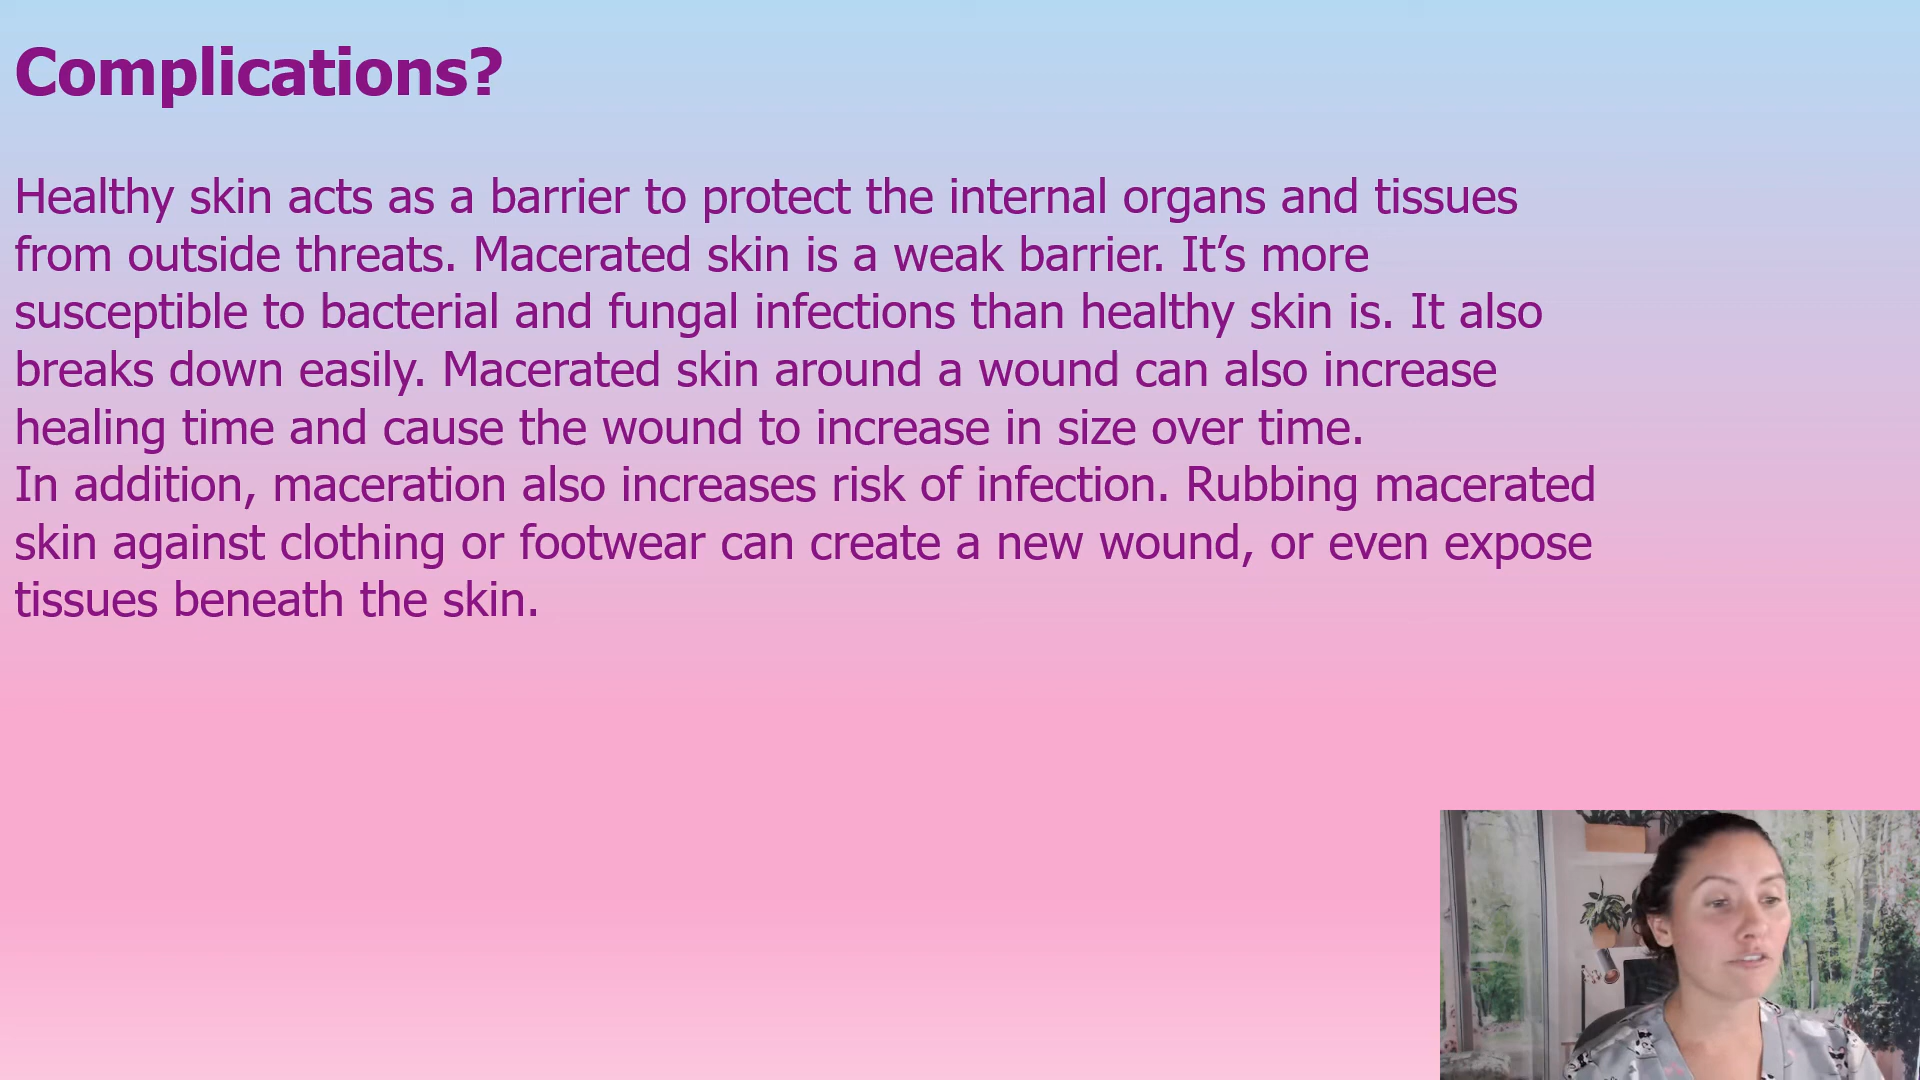 Complications?
Healthy skin acts as a barrier to protect the internal organs and tissues
from outside threats. Macerated skin is a weak barrier. It’s more
susceptible to bacterial and fungal infections than healthy skin is. It also
breaks down easily. Macerated skin around a wound can also increase
healing time and cause the wound to increase in size over time.
In addition, maceration also increases risk of infection. Rubbing macerated
skin against clothing or footwear can create a new wound, or even expose
tissues beneath the skin.